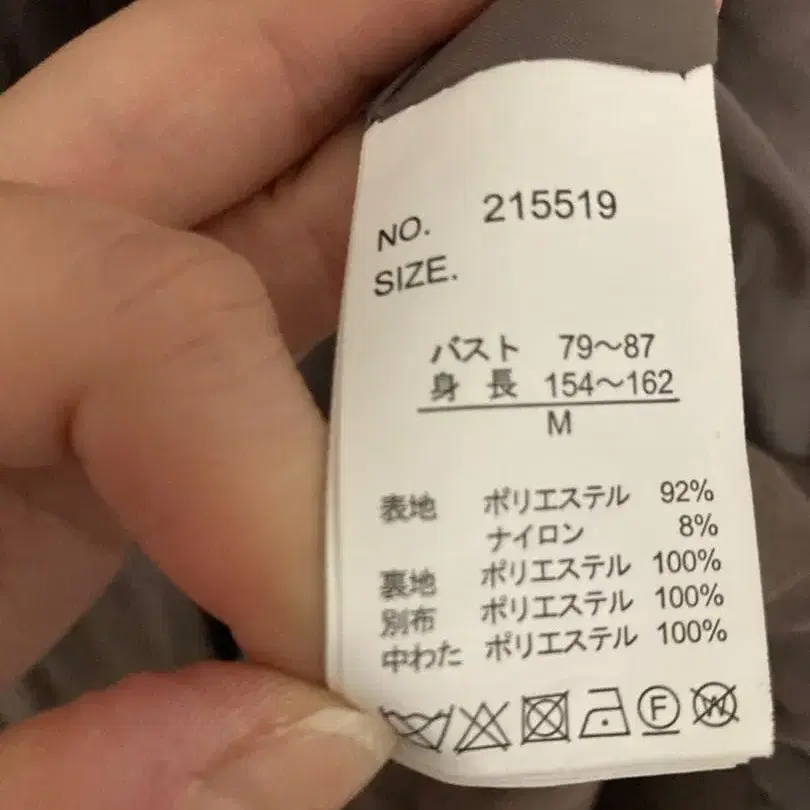 NO. 215519
SIZE.
バスト 79～87
身長 154～162
M
表地 ポリエステル 92%
ナイロン 8%
裏地 ポリエステル 100%
別布 ポリエステル 100%
中わた ポリエステル 100%
F W